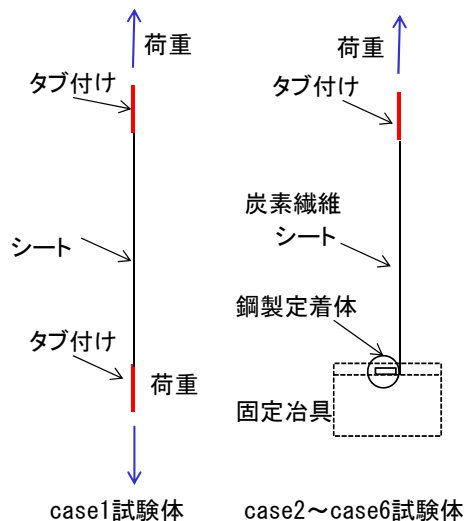 荷重
タブ付け
シート
タブ付け
荷重
case1試験体
荷重
タブ付け
炭素繊維
シート
鋼製定着体
固定冶具
case2～case6試験体